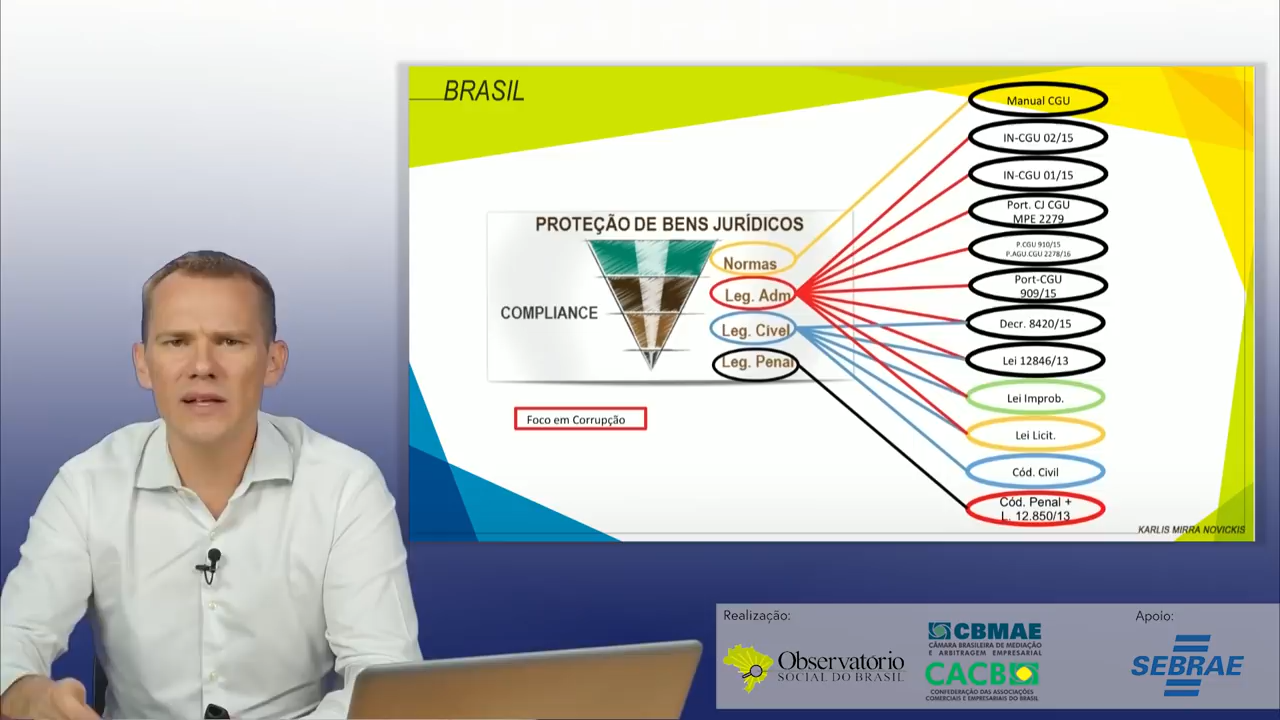 BRASIL
PROTEÇÃO DE BENS JURÍDICOS
COMPLIANCE
Normas
Leg. Adm
Leg. Cível
Leg. Penal
Foco em Corrupção
Manual CGU
IN-CGU 02/15
IN-CGU 01/15
Port. CJ CGU
MPE 2279
P.CGU 910/15
P.AGU.CGU 2278/16
Port-CGU
909/15
Decr. 8420/15
Lei 12846/13
Lei Improb.
Lei Licit.
Cód. Civil
Cód. Penal +
L. 12.850/13
KARLIS MIRRA NOVICKIS
Realização:
Observatório
SOCIAL DO BRASIL
CBMAE
CÂMARA BRASILEIRA DE MEDIAÇÃO
E ARBITRAGEM EMPRESARIAL
CACB
CONFEDERAÇÃO DAS ASSOCIAÇÕES
COMERCIAIS E EMPRESARIAIS DO BRASIL
Apoio:
SEBRAE